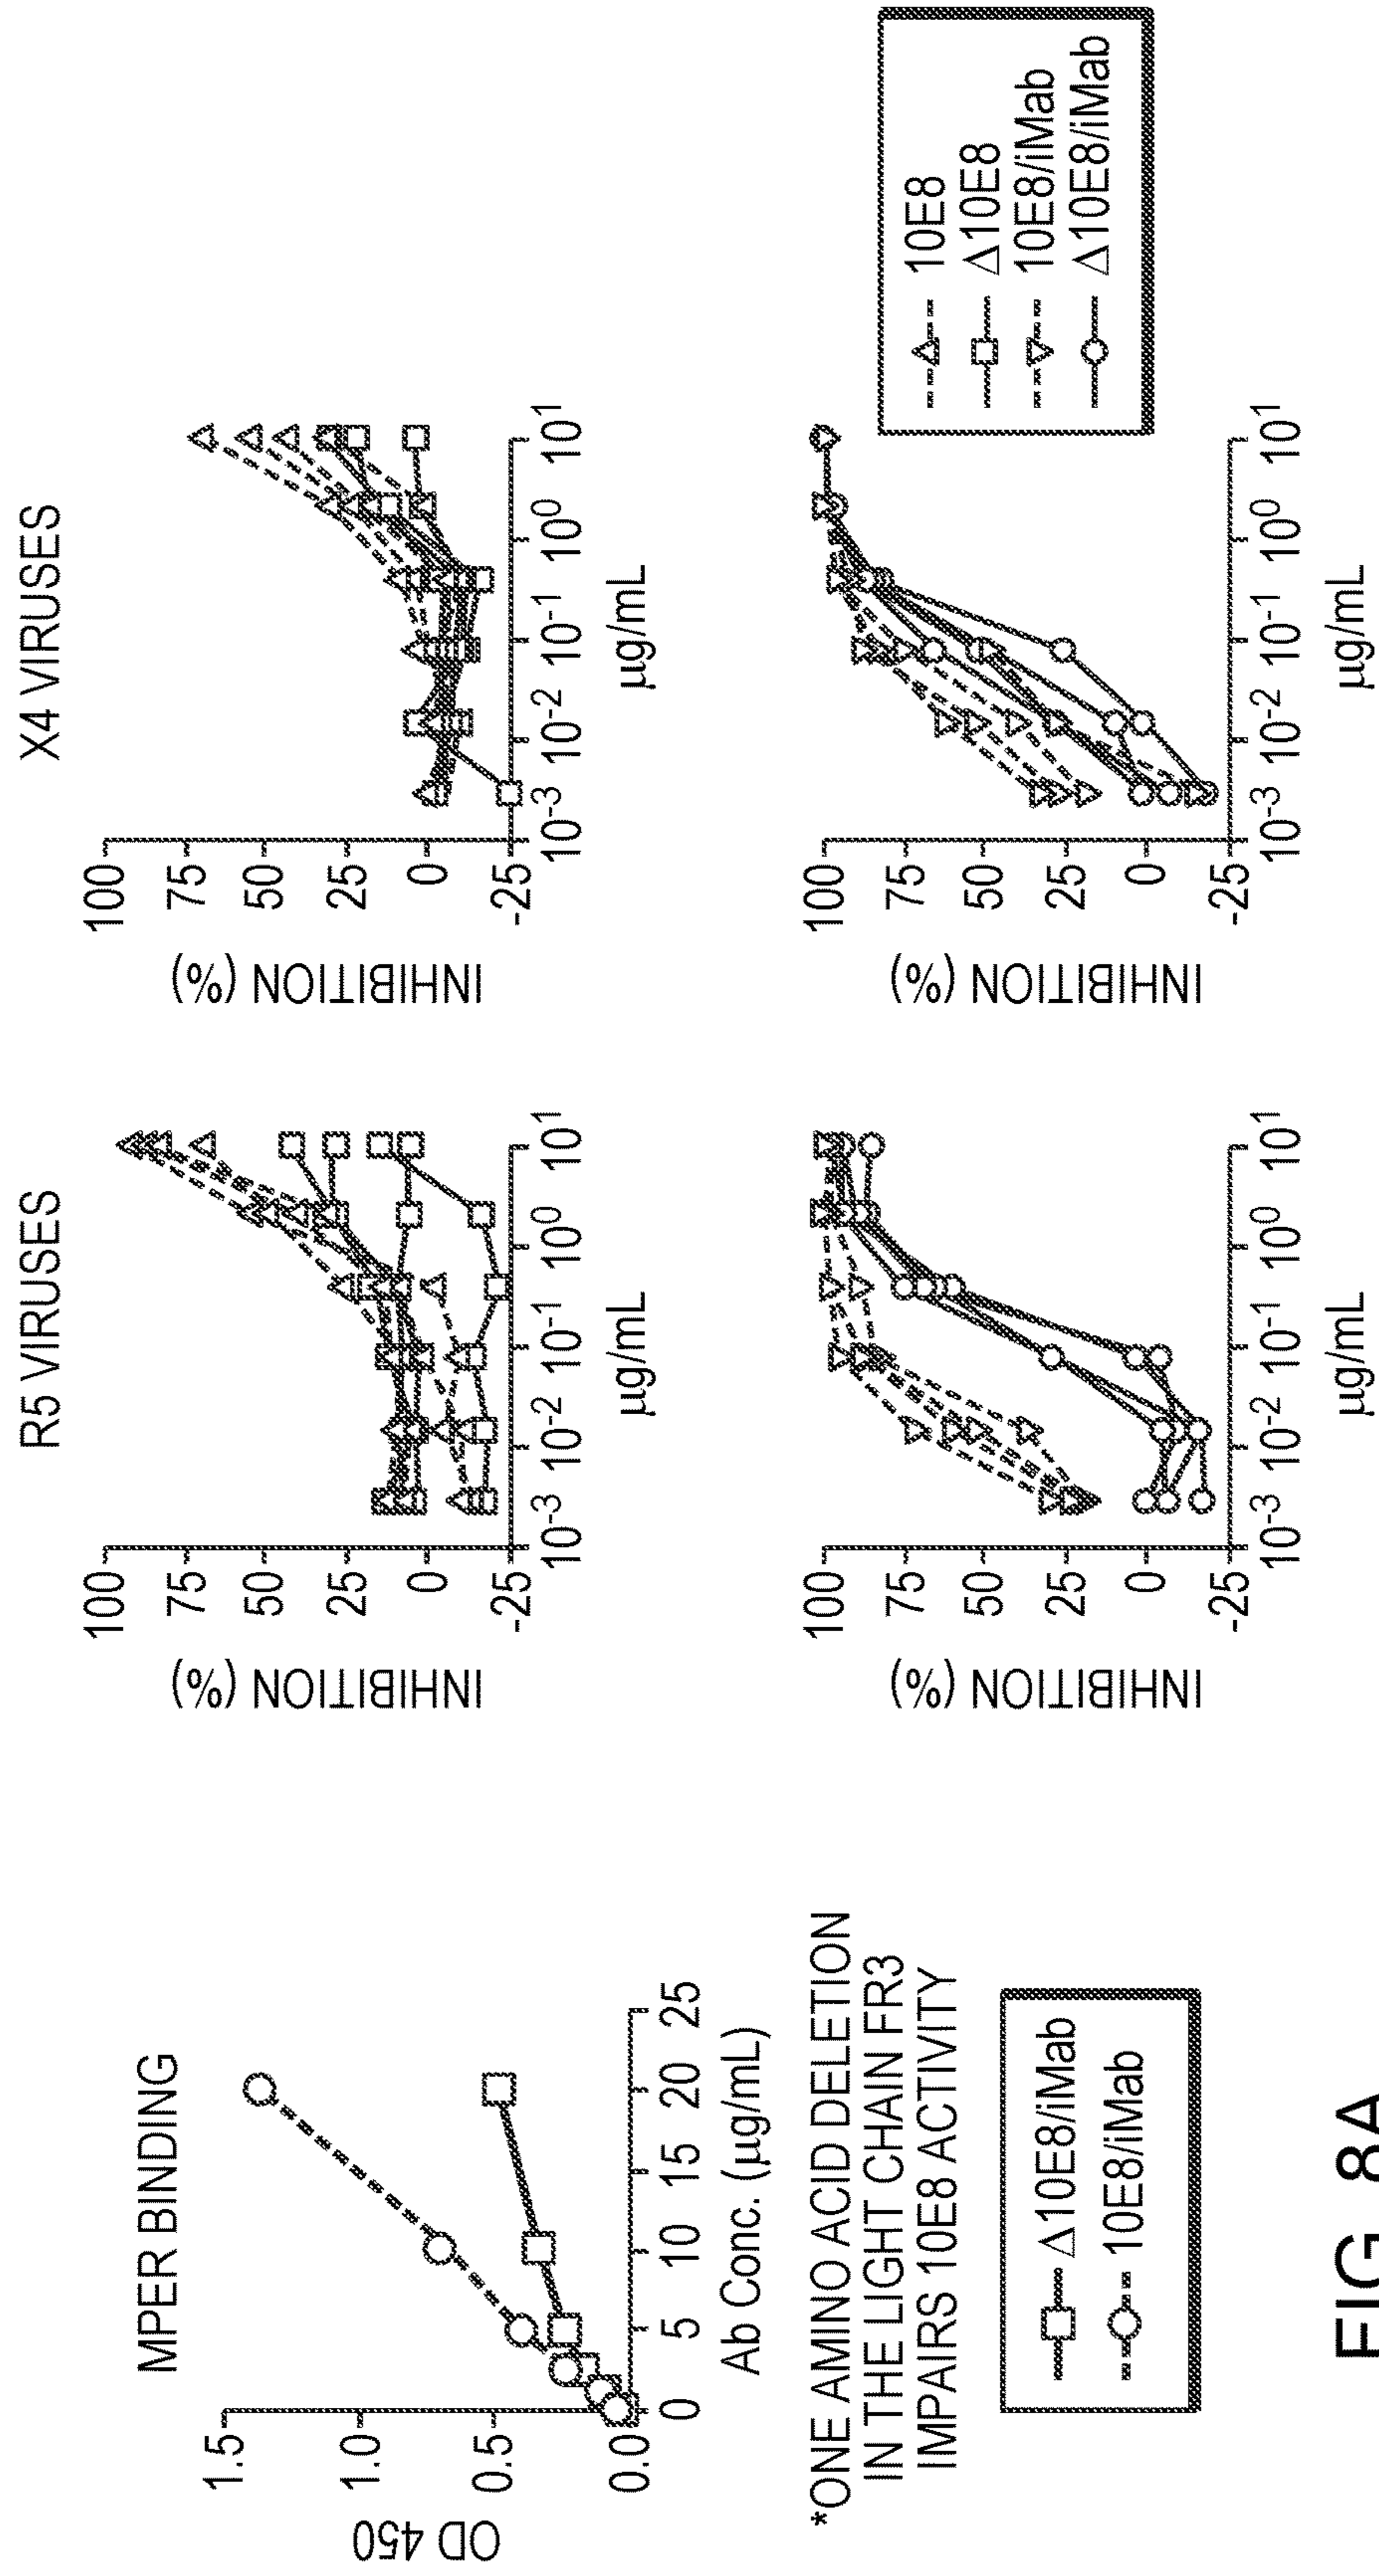 MPER BINDING
OD 450
1.5
1.0
0.5
0.0
0 5 10 15 20 25
Ab Conc. (μg/mL)
*ONE AMINO ACID DELETION
IN THE LIGHT CHAIN FR3
IMPAIRS 10E8 ACTIVITY
Δ10E8/iMab
10E8/iMab
R5 VIRUSES
INHIBITION (%)
100
75
50
25
0
-25
10-3 10-2 10-1 100 101
μg/mL
X4 VIRUSES
INHIBITION (%)
100
75
50
25
0
-25
10-3 10-2 10-1 100 101
μg/mL
INHIBITION (%)
100
75
50
25
0
-25
10-3 10-2 10-1 100 101
μg/mL
INHIBITION (%)
100
75
50
25
0
-25
10-3 10-2 10-1 100 101
μg/mL
10E8
Δ10E8
10E8/iMab
Δ10E8/iMab
FIG. 8A